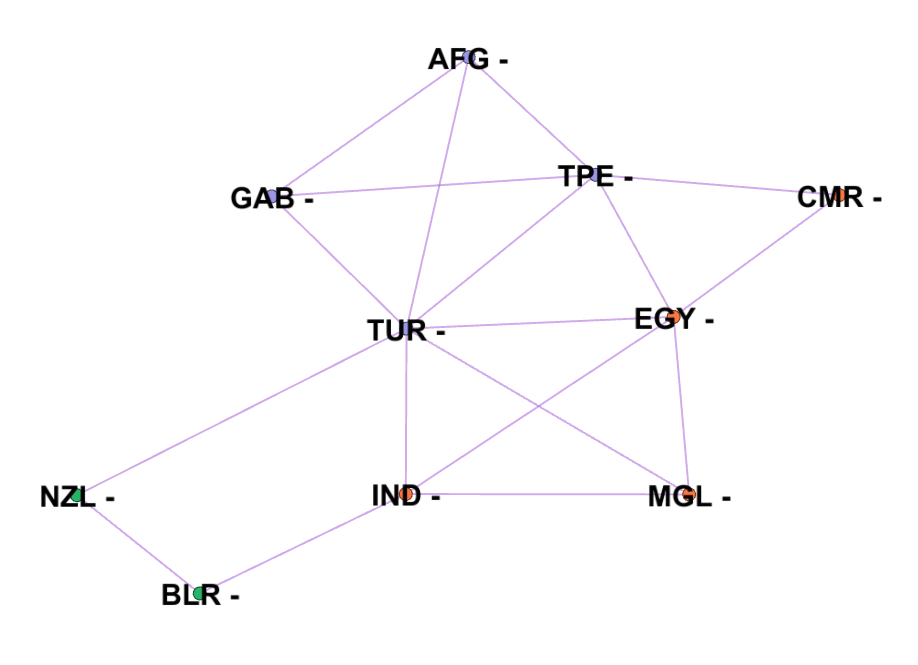 AFG -
TPE -
GAB -
CMR -
EGY -
TUR -
NZL -
IND -
MGL -
BLR -